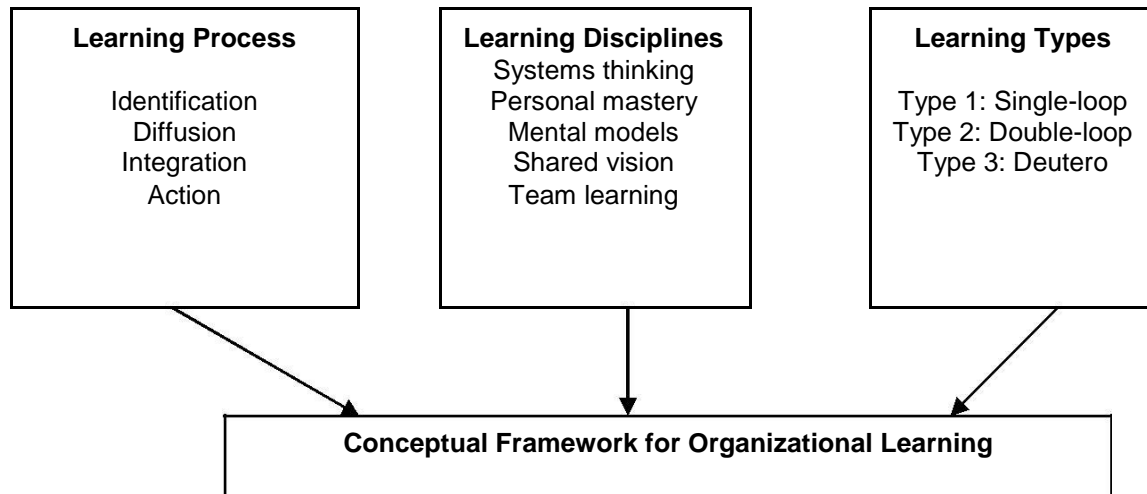 Learning Process
Identification
Diffusion
Integration
Action
Learning Disciplines
Systems thinking
Personal mastery
Mental models
Shared vision
Team learning
Learning Types
Type 1: Single-loop
Type 2: Double-loop
Type 3: Deutero
Conceptual Framework for Organizational Learning